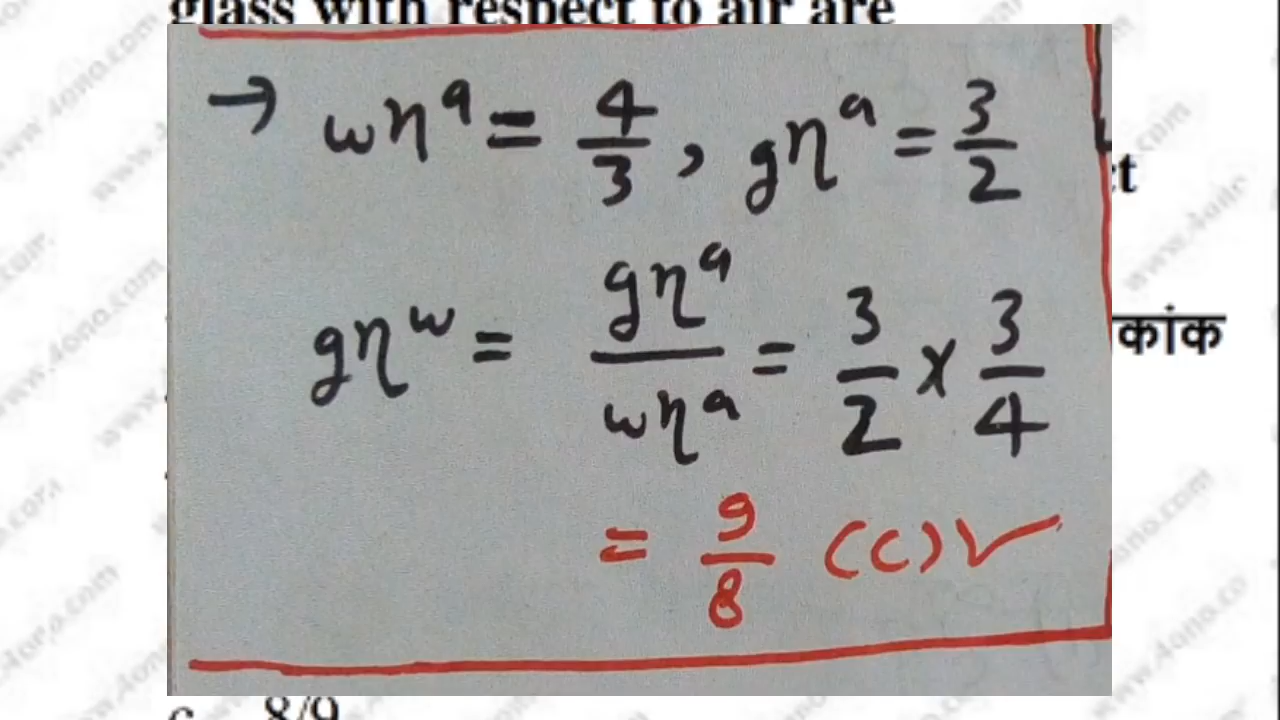 glass with respect to air are
→ wηᵃ = 4/3, gηᵃ = 3/2
ct
gηʷ = gηᵃ/wηᵃ = 3/2 × 3/4
कांक
= 9/8 (c) ✓
c 8/9